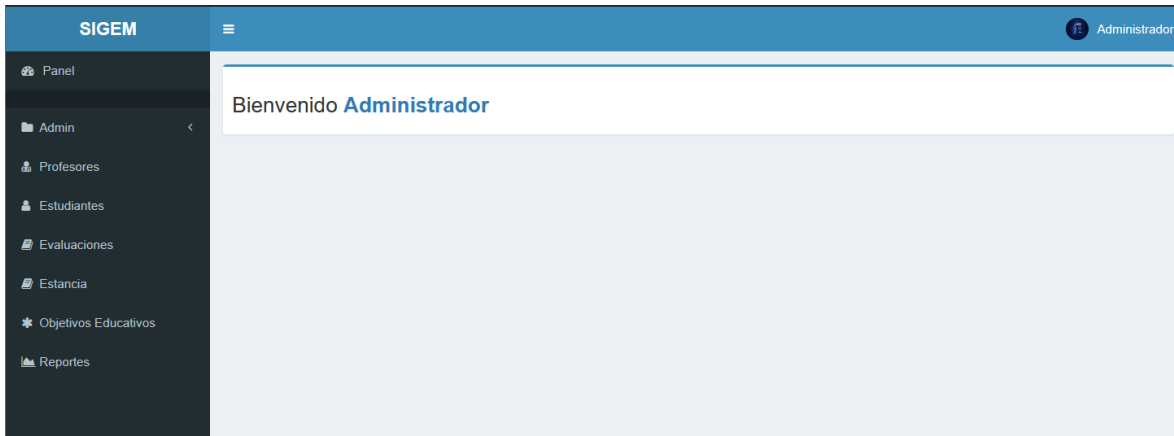 SIGEM
Administrador
Panel
Bienvenido Administrador
Admin
Profesores
Estudiantes
Evaluaciones
Estancia
Objetivos Educativos
Reportes